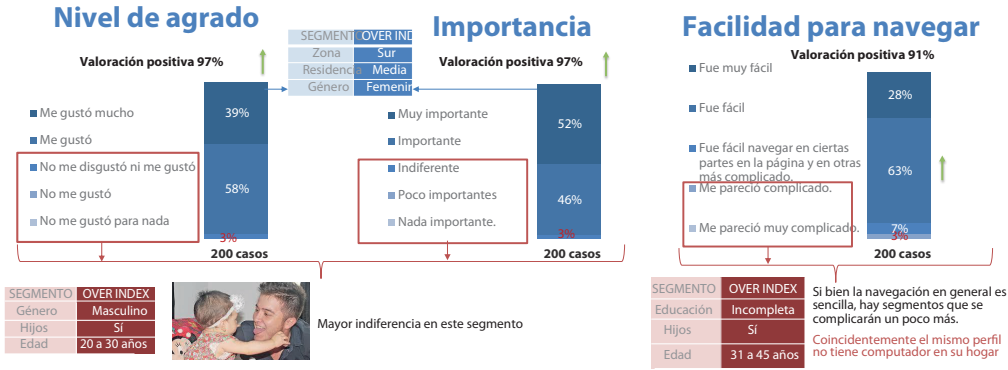 Nivel de agrado
Importancia
Facilidad para navegar
SEGMENTO OVER IND
Zona Sur
Residencia Media
Género Femenin
Valoración positiva 97%
Me gustó mucho
Me gustó
No me disgustó ni me gustó
No me gustó
No me gustó para nada
39%
58%
3%
200 casos
Valoración positiva 97%
Muy importante
Importante
Indiferente
Poco importantes
Nada importante.
52%
46%
3%
200 casos
Valoración positiva 91%
Fue muy fácil
Fue fácil
Fue fácil navegar en ciertas
partes en la página y en otras
más complicado.
Me pareció complicado.
Me pareció muy complicado.
28%
63%
7%
3%
200 casos
SEGMENTO OVER INDEX
Género Masculino
Hijos Sí
Edad 20 a 30 años
Mayor indiferencia en este segmento
SEGMENTO OVER INDEX
Educación Incompleta
Hijos Sí
Edad 31 a 45 años
Si bien la navegación en general es
sencilla, hay segmentos que se
complicarán un poco más.
Coincidentemente el mismo perfil
no tiene computador en su hogar